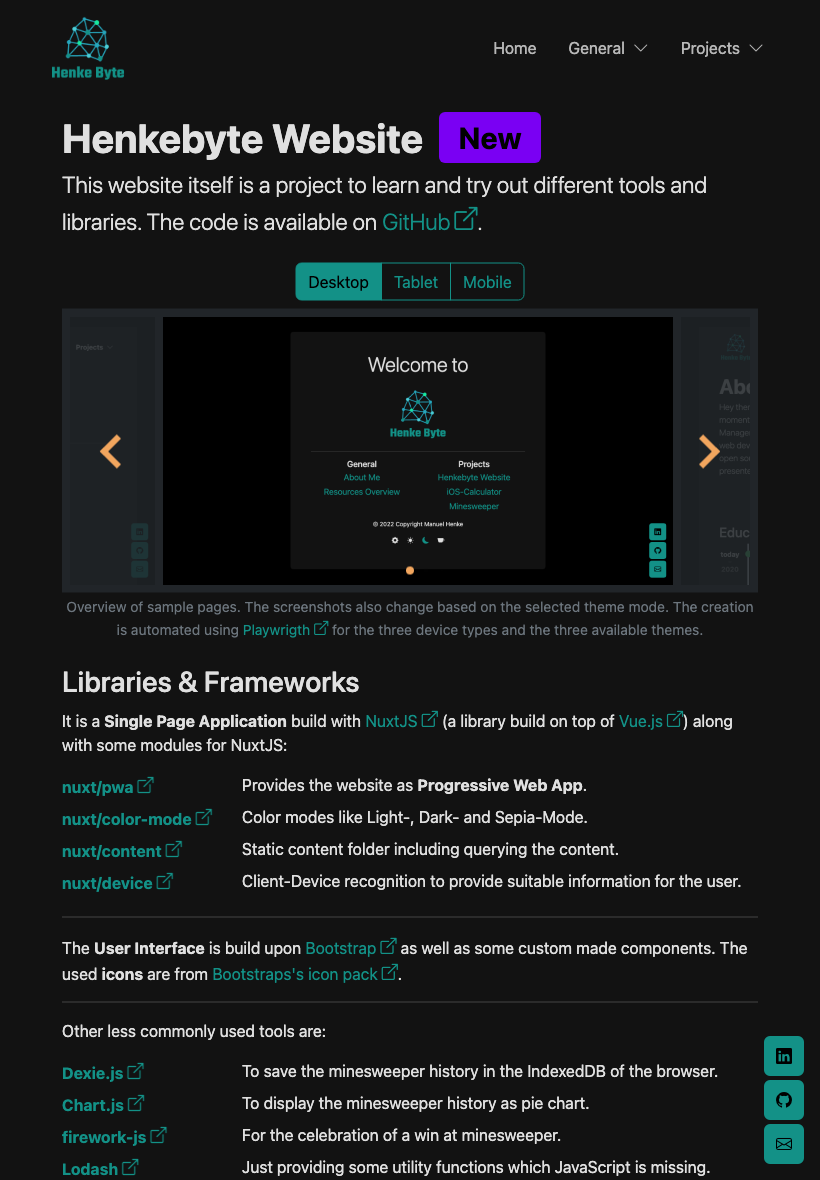 Henke Byte
Home General Projects
Henkebyte Website New
This website itself is a project to learn and try out different tools and
libraries. The code is available on GitHub.
Desktop Tablet Mobile
Projects
Welcome to
Henke Byte
General Projects
About Me Henkebyte Website
Resources Overview iOS-Calculator
Minesweeper
© 2022 Copyright Manuel Henke
Educ
today
Overview of sample pages. The screenshots also change based on the selected theme mode. The creation
is automated using Playwrigth for the three device types and the three available themes.
Libraries & Frameworks
It is a Single Page Application build with NuxtJS (a library build on top of Vue.js) along
with some modules for NuxtJS:
nuxt/pwa Provides the website as Progressive Web App.
nuxt/color-mode Color modes like Light-, Dark- and Sepia-Mode.
nuxt/content Static content folder including querying the content.
nuxt/device Client-Device recognition to provide suitable information for the user.
The User Interface is build upon Bootstrap as well as some custom made components. The
used icons are from Bootstraps's icon pack.
Other less commonly used tools are:
Dexie.js To save the minesweeper history in the IndexedDB of the browser.
Chart.js To display the minesweeper history as pie chart.
firework-js For the celebration of a win at minesweeper.
Lodash Just providing some utility functions which JavaScript is missing.